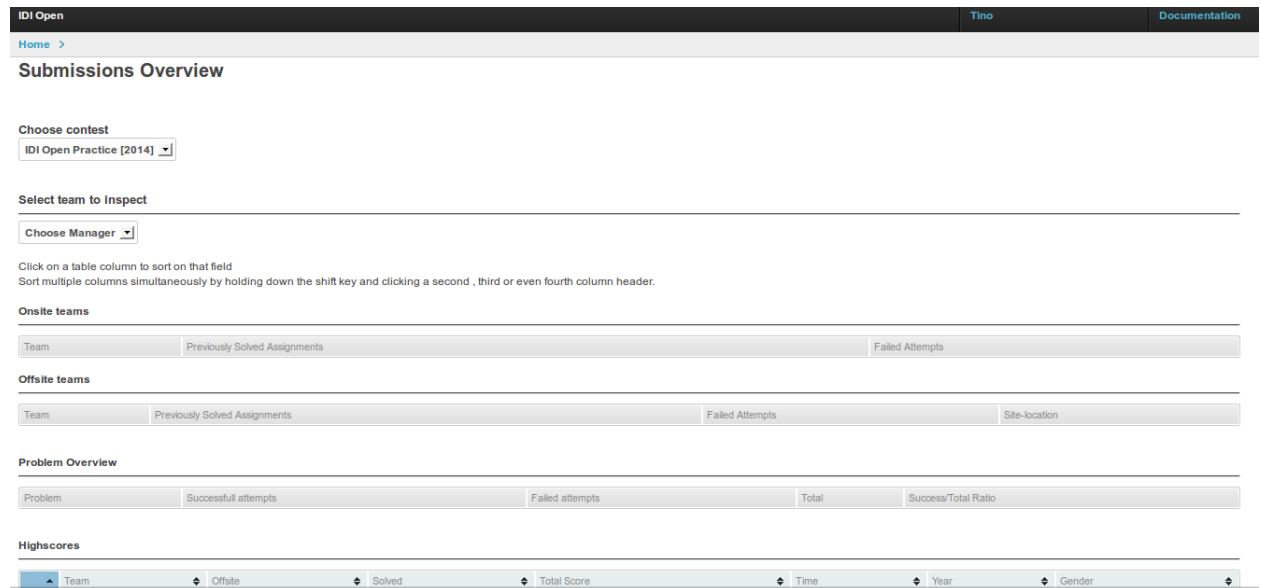 IDI Open Tino Documentation
Home >
Submissions Overview
Choose contest
IDI Open Practice [2014]
Select team to inspect
Choose Manager
Click on a table column to sort on that field
Sort multiple columns simultaneously by holding down the shift key and clicking a second , third or even fourth column header.
Onsite teams
Team Previously Solved Assignments Failed Attempts
Offsite teams
Team Previously Solved Assignments Failed Attempts Site-location
Problem Overview
Problem Successfull attempts Failed attempts Total Success/Total Ratio
Highscores
Team Offsite Solved Total Score Time Year Gender